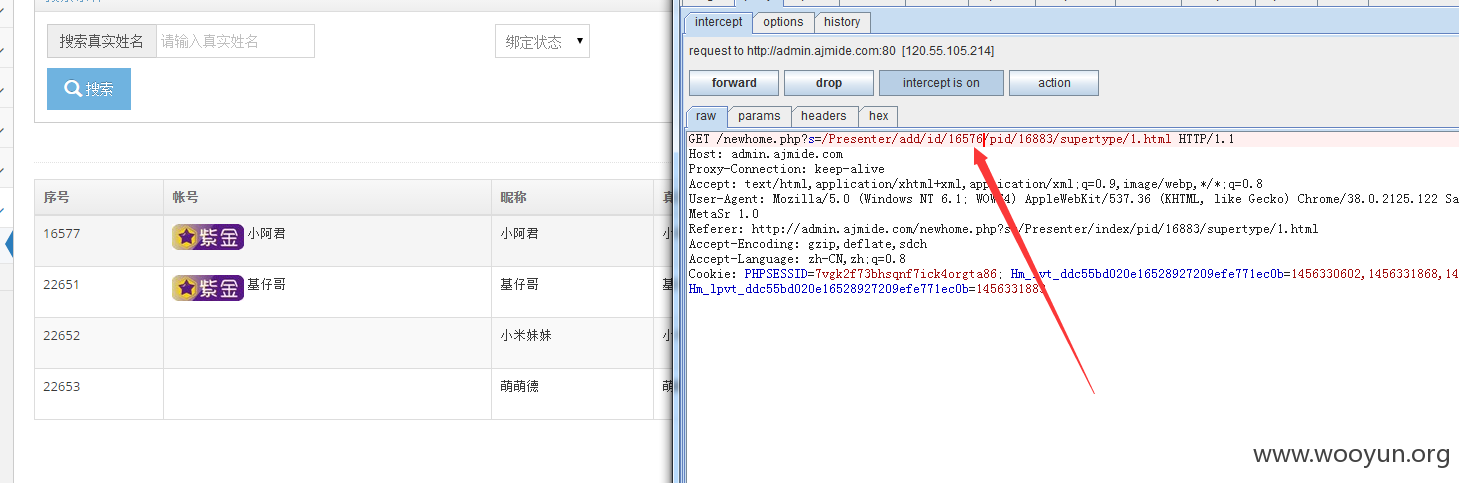 搜索真实姓名 请输入真实姓名 绑定状态
搜索
序号 帐号 昵称
16577 紫金 小阿君 小阿君
22651 紫金 基仔哥 基仔哥
22652 小米妹妹
22653 萌萌德
intercept options history
request to http://admin.ajmide.com:80 [120.55.105.214]
forward drop intercept is on action
raw params headers hex
GET /newhome.php?s=/Presenter/add/id/16576/pid/16883/supertype/1.html HTTP/1.1
Host: admin.ajmide.com
Proxy-Connection: keep-alive
Accept: text/html,application/xhtml+xml,application/xml;q=0.9,image/webp,*/*;q=0.8
User-Agent: Mozilla/5.0 (Windows NT 6.1; WOW64) AppleWebKit/537.36 (KHTML, like Gecko) Chrome/38.0.2125.122 Sa
MetaSr 1.0
Referer: http://admin.ajmide.com/newhome.php?s=/Presenter/index/pid/16883/supertype/1.html
Accept-Encoding: gzip,deflate,sdch
Accept-Language: zh-CN,zh;q=0.8
Cookie: PHPSESSID=7vgk2f73bhsqnf7ick4orgta86; Hm_lvt_ddc55bd020e16528927209efe771ec0b=1456330602,1456331868,14
Hm_lpvt_ddc55bd020e16528927209efe771ec0b=1456331883
www.wooyun.org